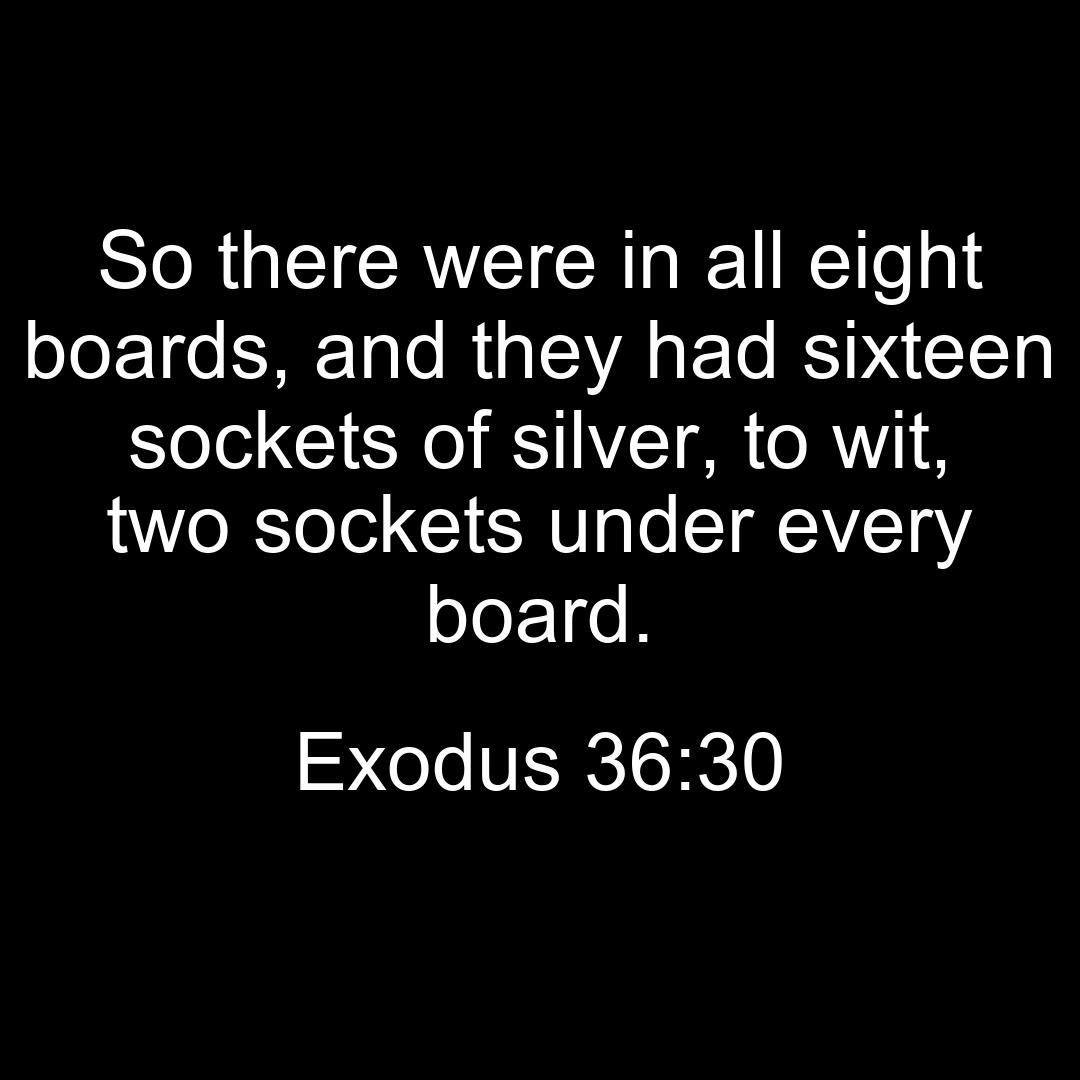 So there were in all eight
boards, and they had sixteen
sockets of silver, to wit,
two sockets under every
board.
Exodus 36:30